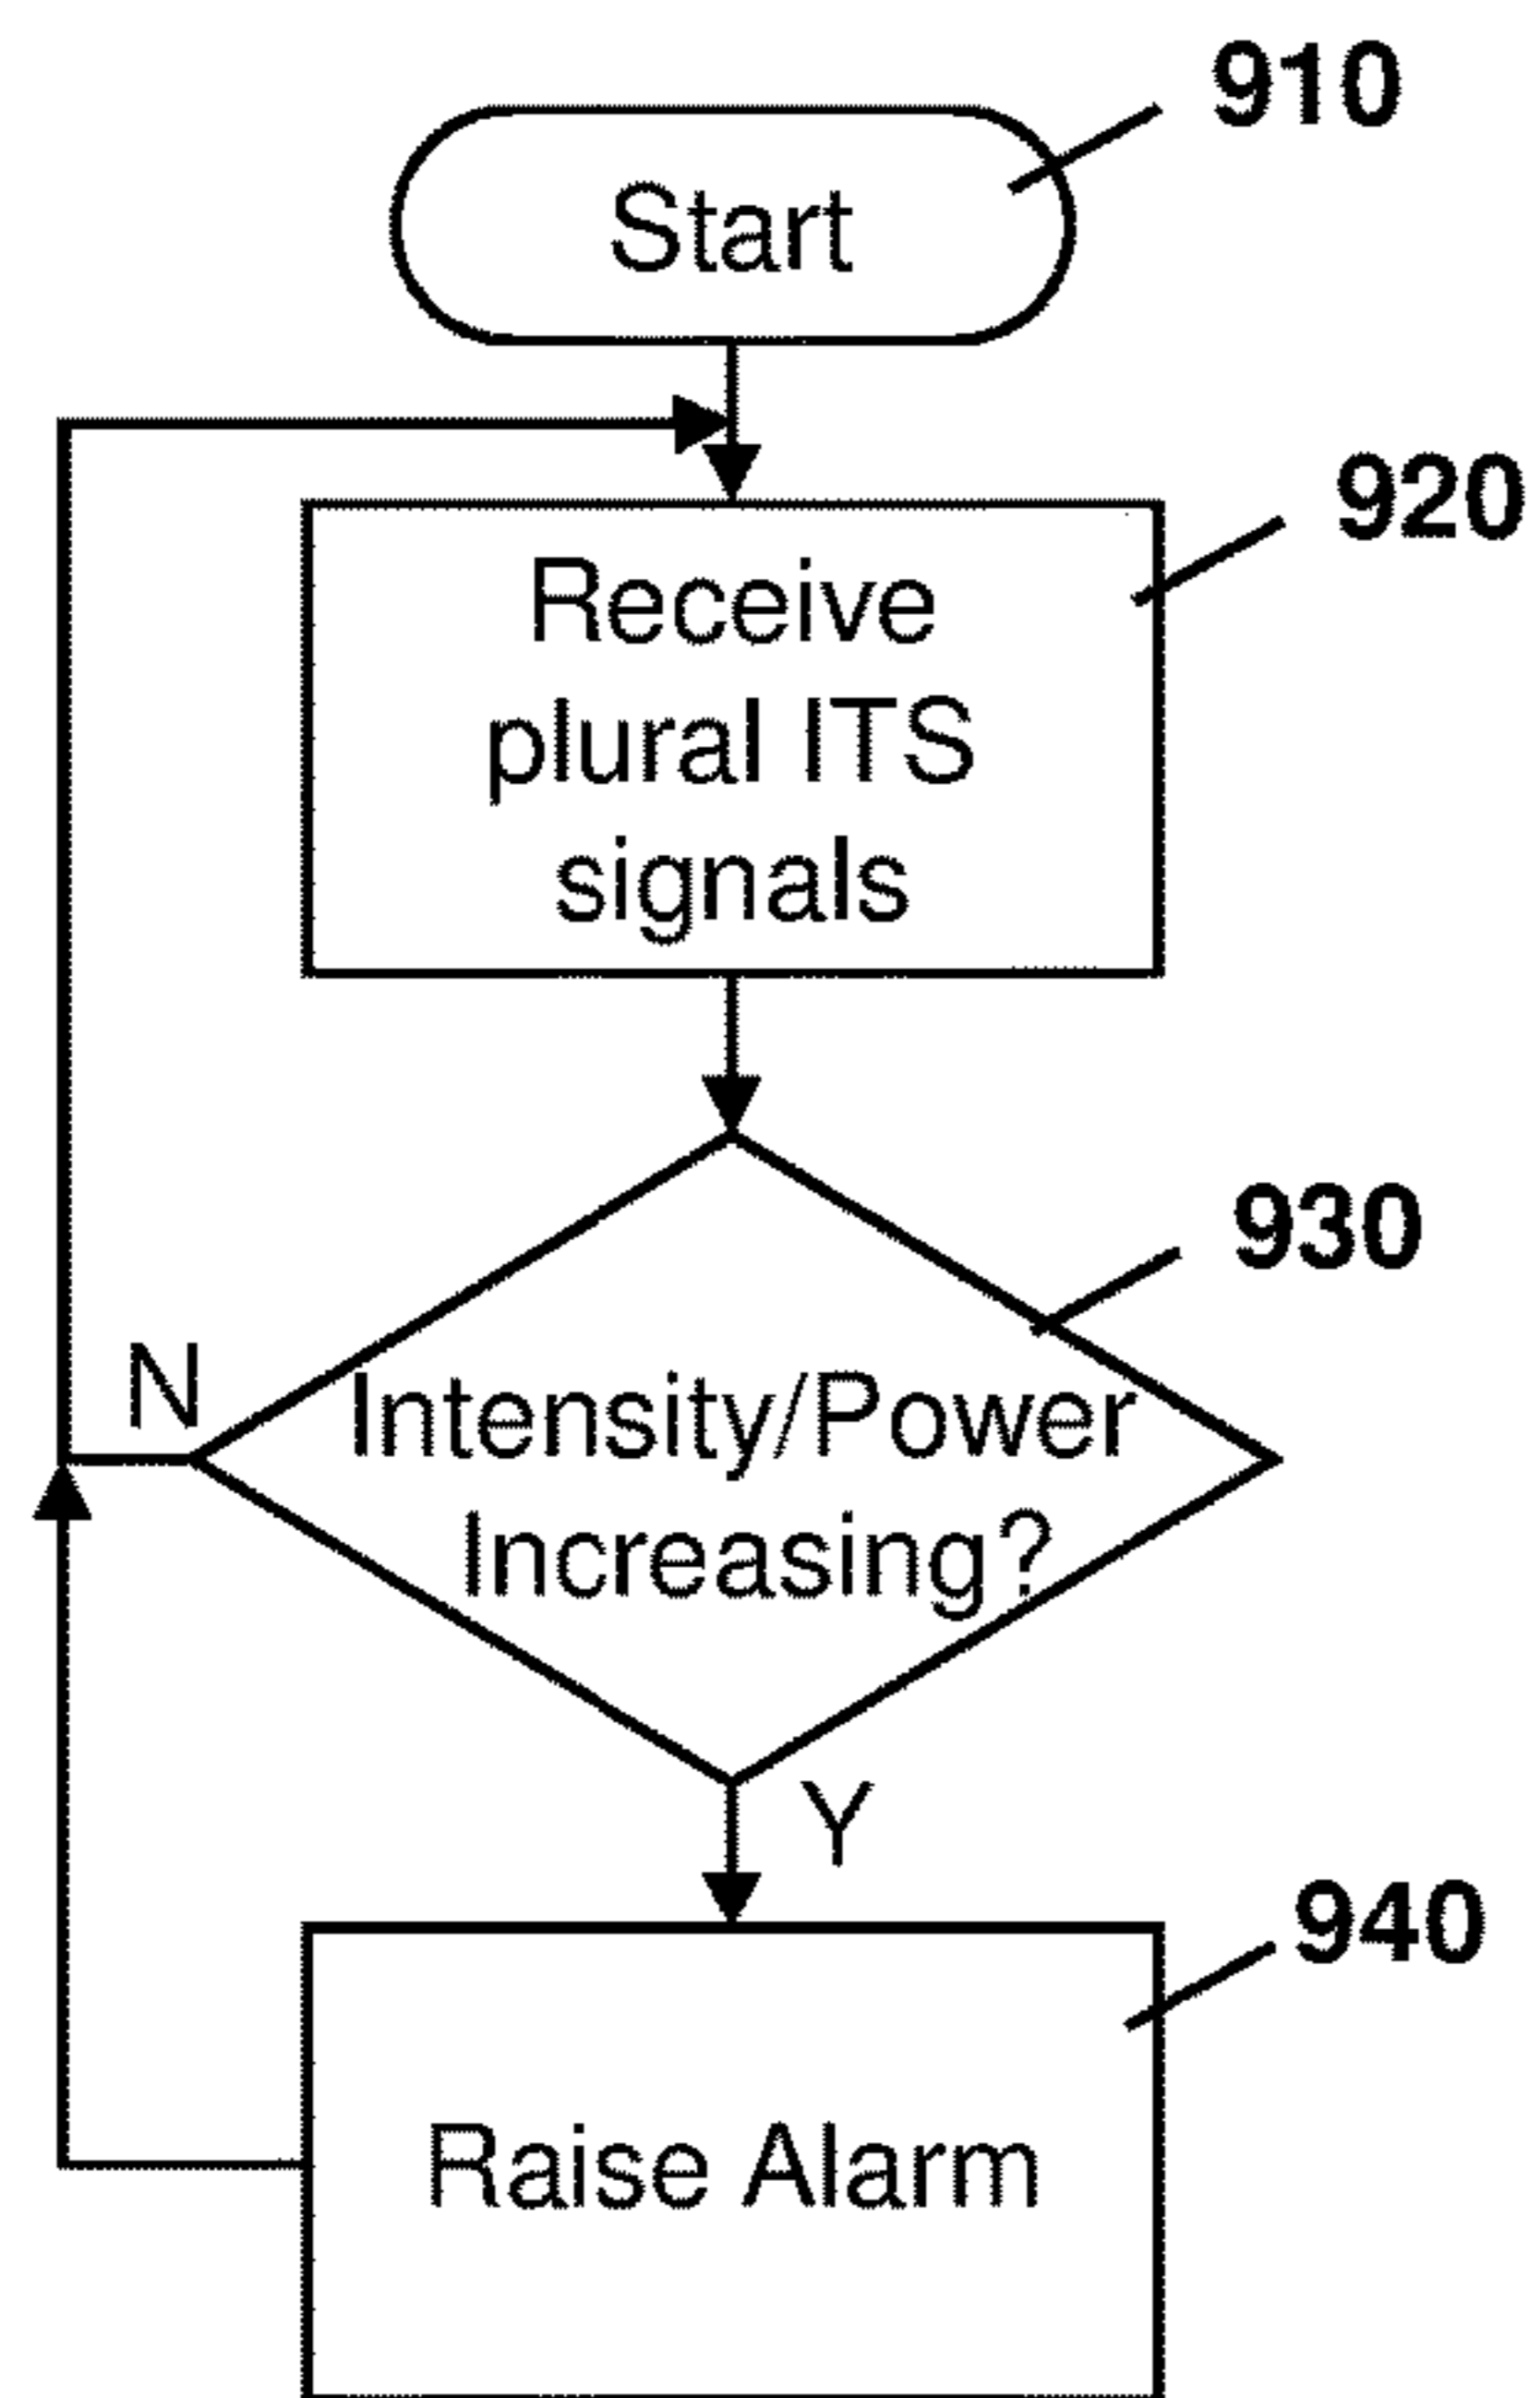 910
Start
920
Receive
plural ITS
signals
930
N
Intensity/Power
Increasing?
Y
940
Raise Alarm